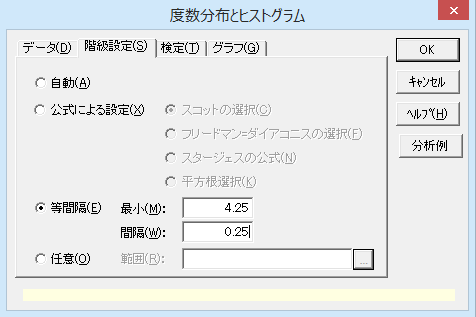 度数分布とヒストグラム
データ(D) 階級設定(S) 検定(T) グラフ(G)
OK
キャンセル
ヘルプ(H)
分析例
自動(A)
公式による設定(X)
スコットの選択(C)
フリードマン=ダイアコニスの選択(F)
スタージェスの公式(N)
平方根選択(K)
等間隔(E) 最小(M): 4.25
間隔(W): 0.25
任意(O) 範囲(R): ...